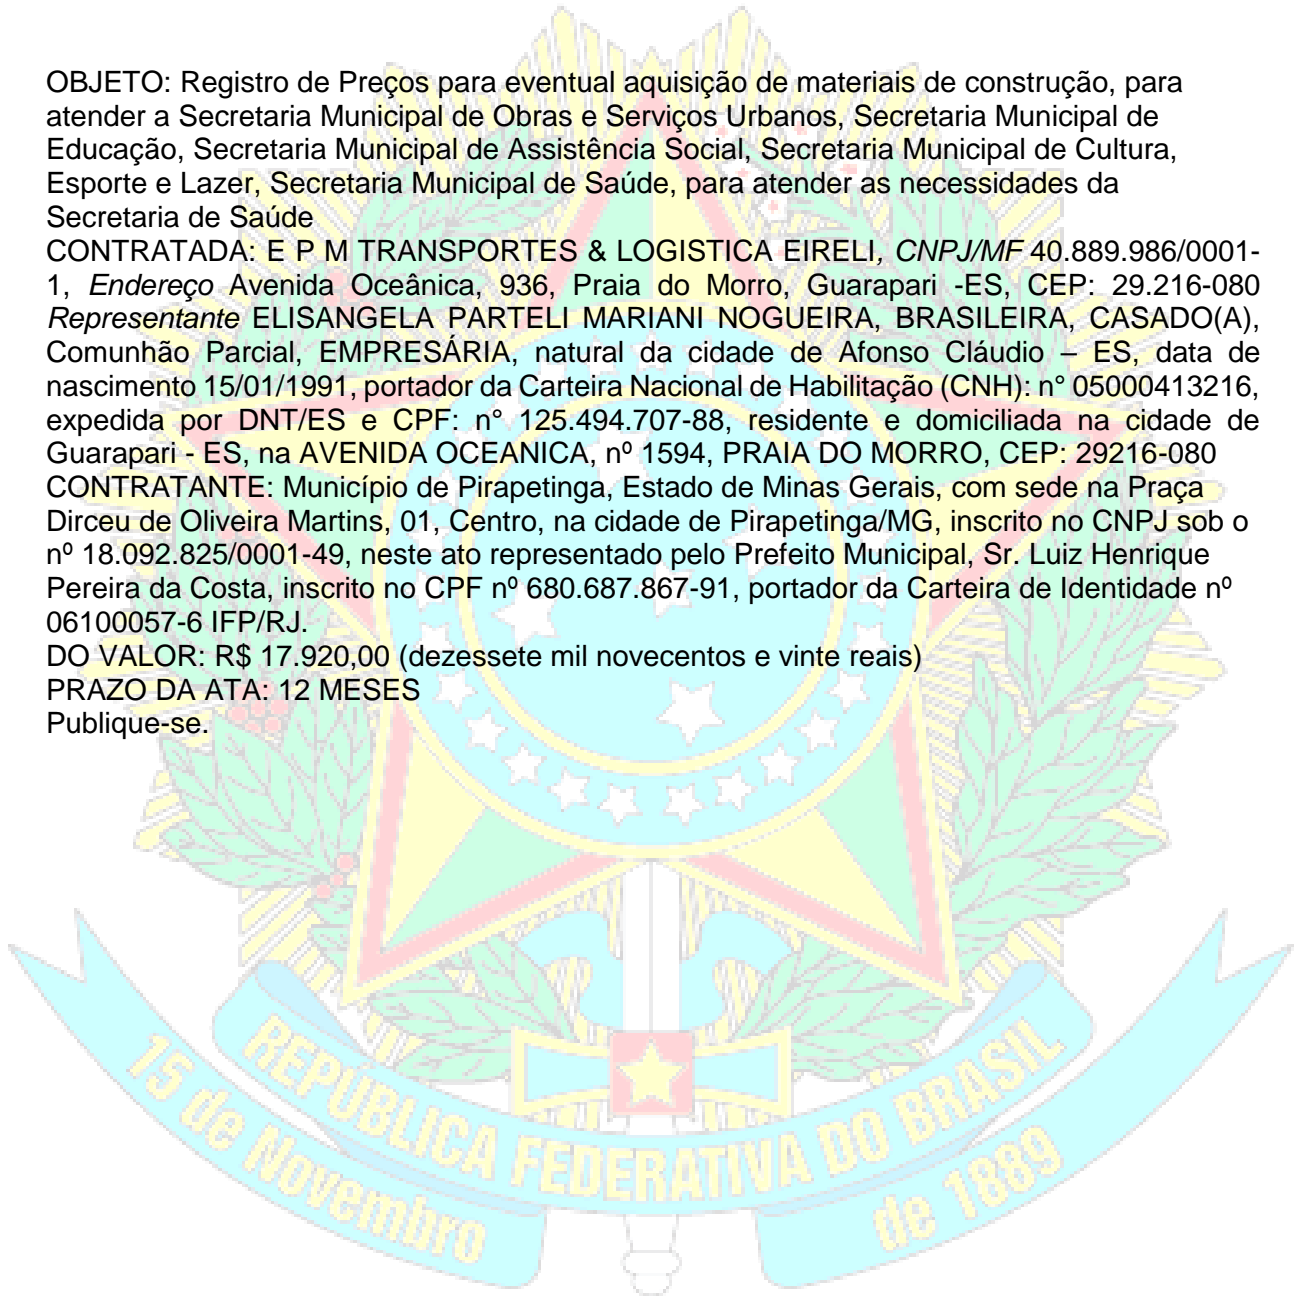 OBJETO: Registro de Preços para eventual aquisição de materiais de construção, para
atender a Secretaria Municipal de Obras e Serviços Urbanos, Secretaria Municipal de
Educação, Secretaria Municipal de Assistência Social, Secretaria Municipal de Cultura,
Esporte e Lazer, Secretaria Municipal de Saúde, para atender as necessidades da
Secretaria de Saúde
CONTRATADA: E P M TRANSPORTES & LOGISTICA EIRELI, CNPJ/MF 40.889.986/0001-
1, Endereço Avenida Oceânica, 936, Praia do Morro, Guarapari -ES, CEP: 29.216-080
Representante ELISANGELA PARTELI MARIANI NOGUEIRA, BRASILEIRA, CASADO(A),
Comunhão Parcial, EMPRESÁRIA, natural da cidade de Afonso Cláudio – ES, data de
nascimento 15/01/1991, portador da Carteira Nacional de Habilitação (CNH): n° 05000413216,
expedida por DNT/ES e CPF: n° 125.494.707-88, residente e domiciliada na cidade de
Guarapari - ES, na AVENIDA OCEANICA, nº 1594, PRAIA DO MORRO, CEP: 29216-080
CONTRATANTE: Município de Pirapetinga, Estado de Minas Gerais, com sede na Praça
Dirceu de Oliveira Martins, 01, Centro, na cidade de Pirapetinga/MG, inscrito no CNPJ sob o
nº 18.092.825/0001-49, neste ato representado pelo Prefeito Municipal, Sr. Luiz Henrique
Pereira da Costa, inscrito no CPF nº 680.687.867-91, portador da Carteira de Identidade nº
06100057-6 IFP/RJ.
DO VALOR: R$ 17.920,00 (dezessete mil novecentos e vinte reais)
PRAZO DA ATA: 12 MESES
Publique-se.
REPÚBLICA FEDERATIVA DO BRASIL
15 de Novembro de 1889